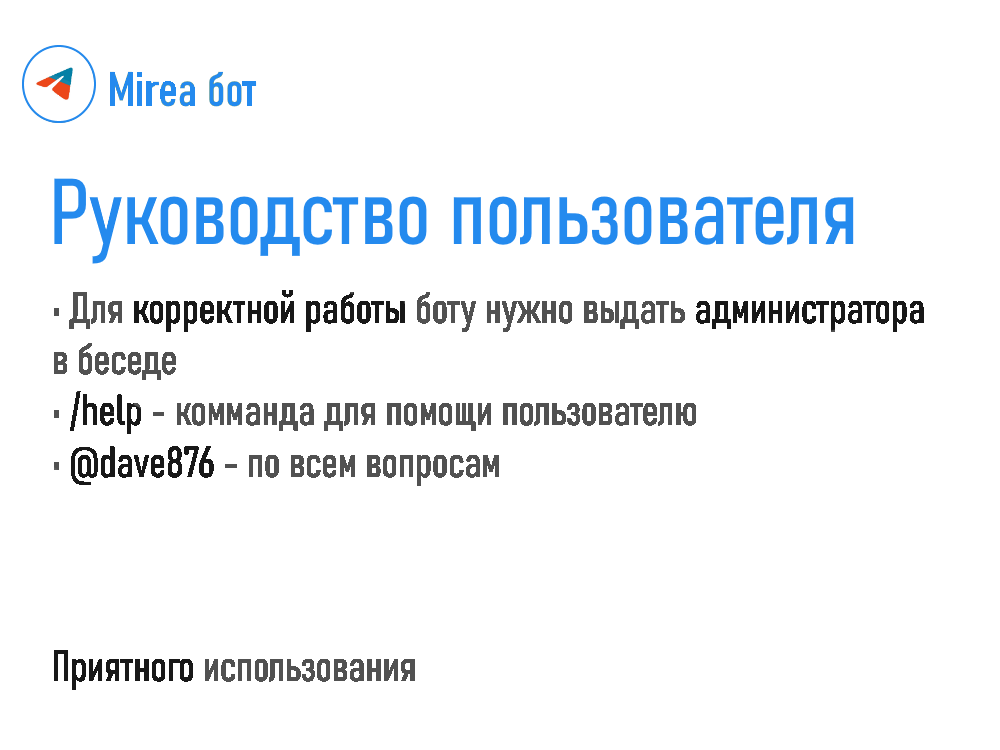 Mirea бот
Руководство пользователя
· Для корректной работы боту нужно выдать администратора
в беседе
· /help - комманда для помощи пользователю
· @dave876 - по всем вопросам
Приятного использования